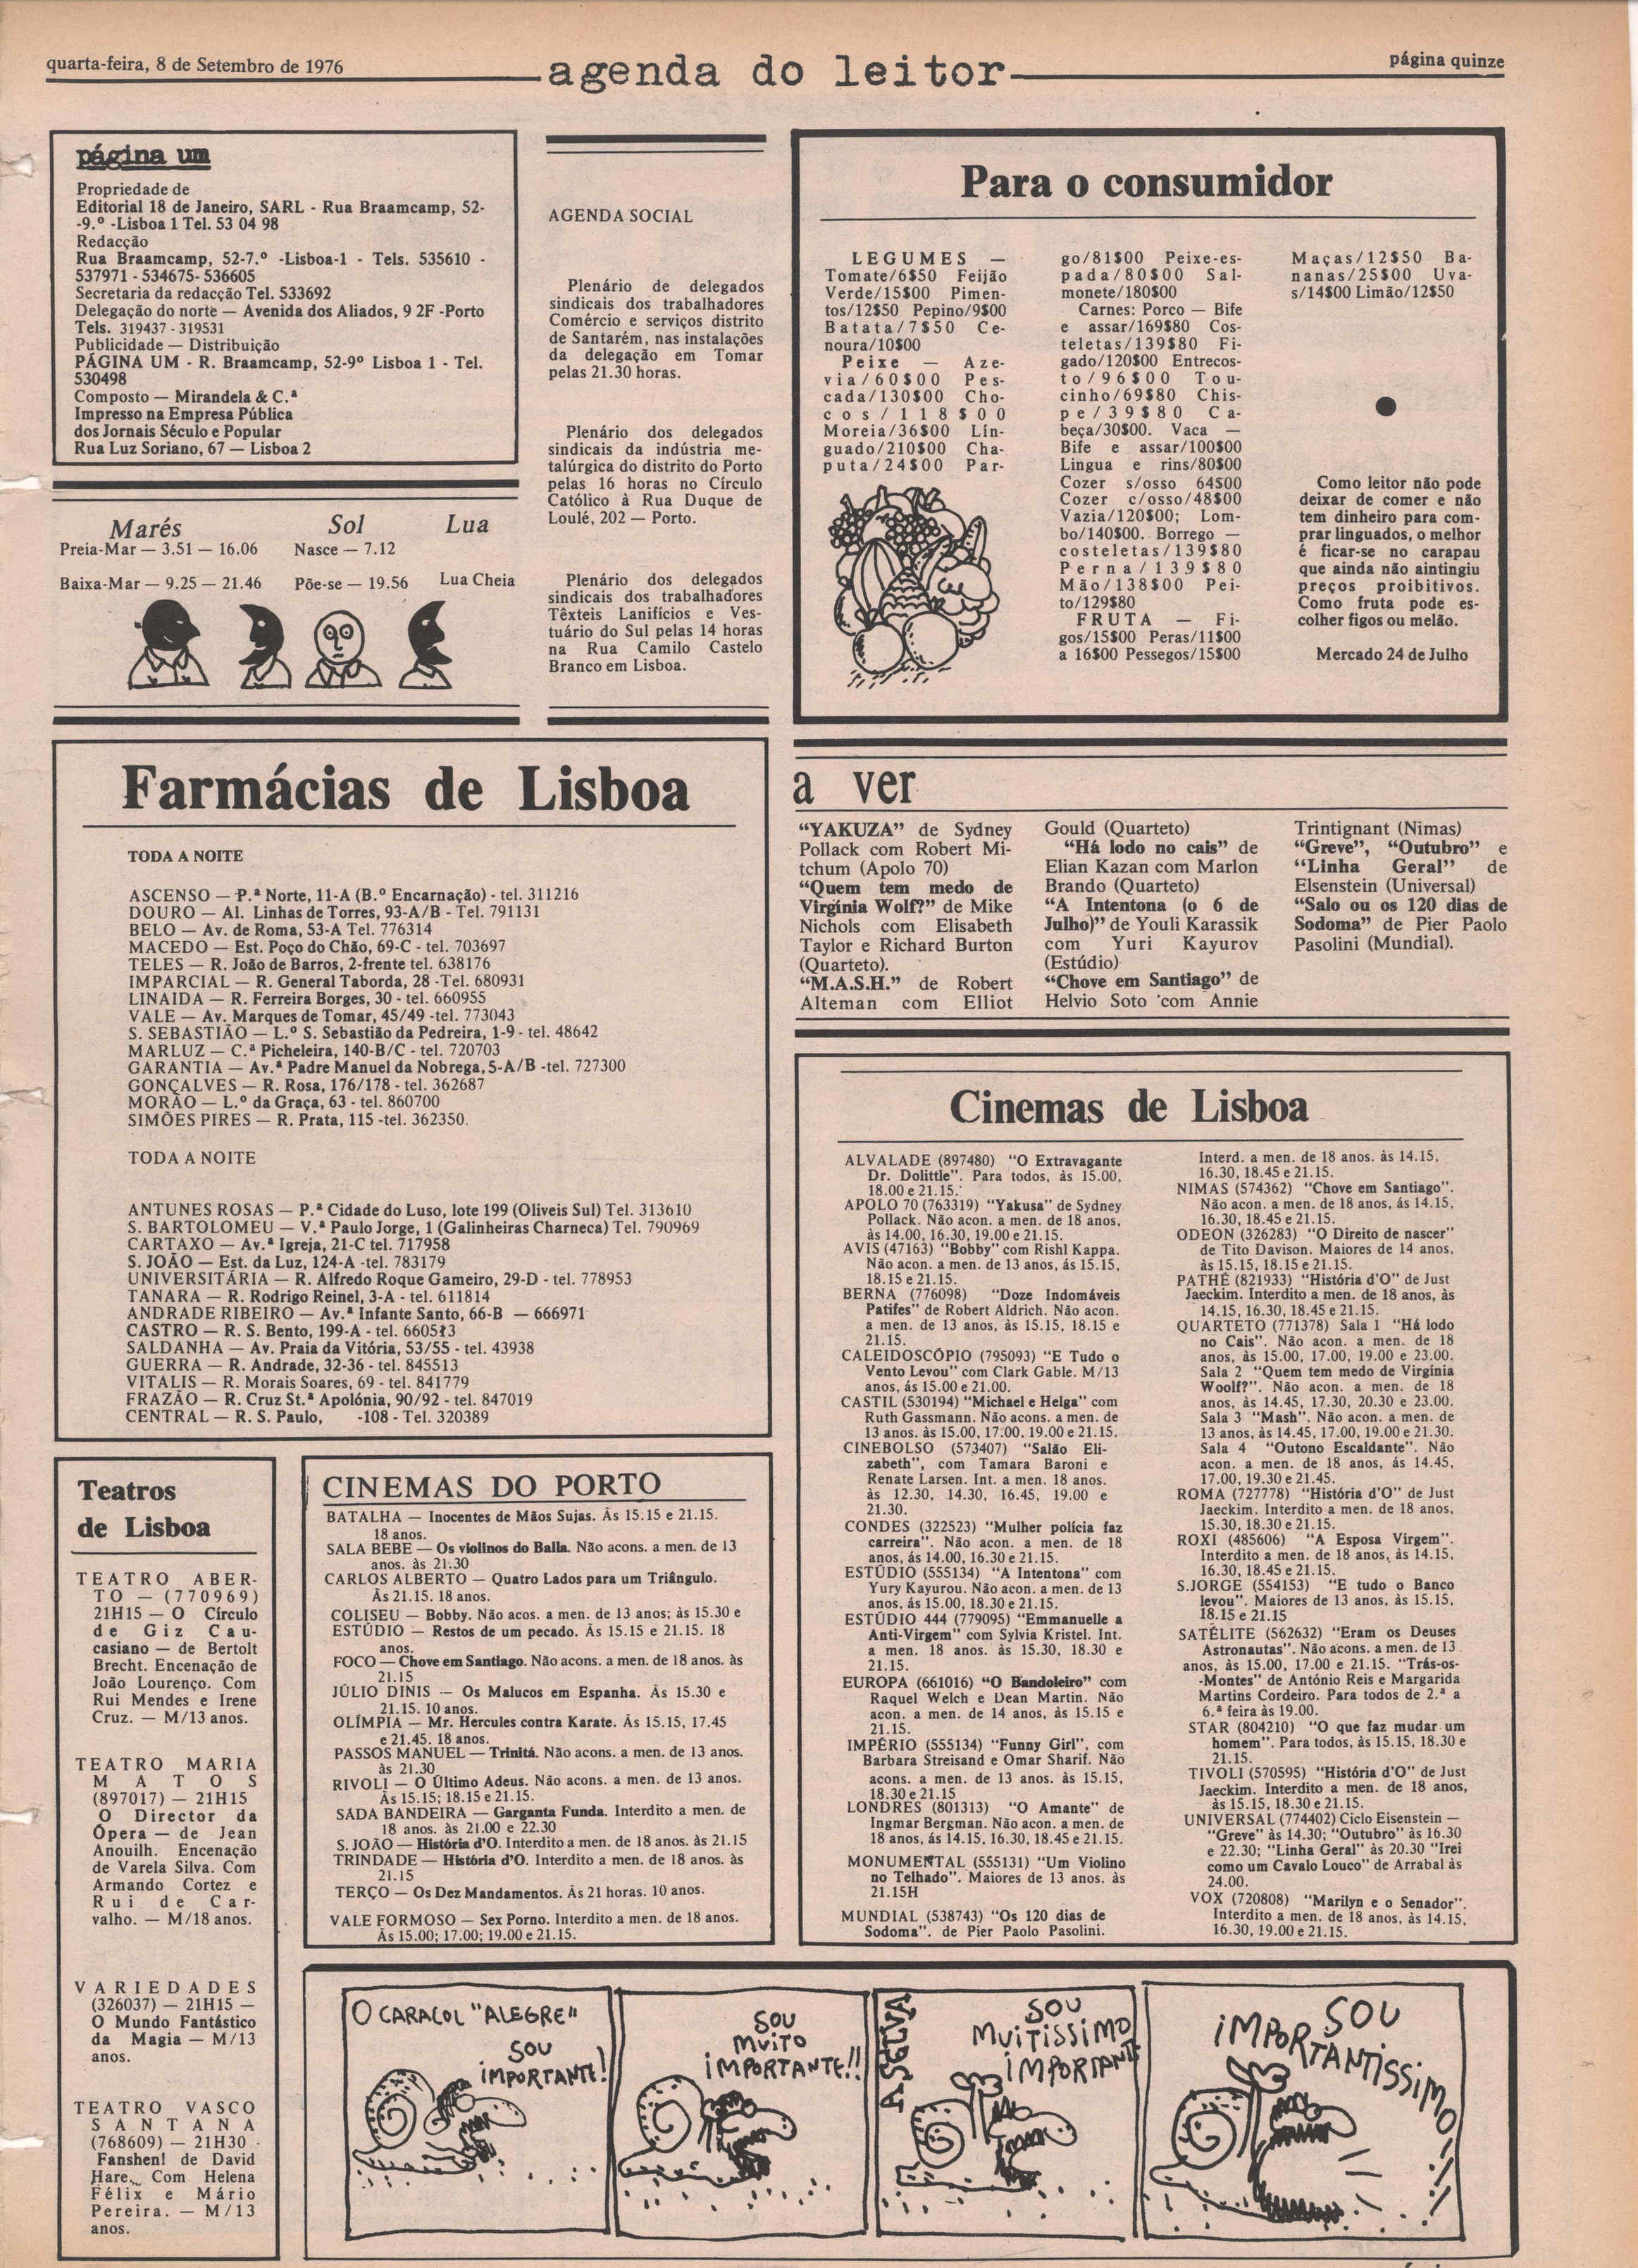 quarta-feira, 8 de Setembro de 1976
agenda do leitor
página quinze
página um
Propriedade de
Editorial 18 de Janeiro, SARL - Rua Braamcamp, 52-
-9.º -Lisboa 1 Tel. 53 04 98
Redacção
Rua Braamcamp, 52-7.º -Lisboa-1 - Tels. 535610 -
537971 - 534675- 536605
Secretaria da redacção Tel. 533692
Delegação do norte — Avenida dos Aliados, 9 2F -Porto
Tels. 319437 - 319531
Publicidade — Distribuição
PÁGINA UM - R. Braamcamp, 52-9º Lisboa 1 - Tel.
530498
Composto — Mirandela & C.ª
Impresso na Empresa Pública
dos Jornais Século e Popular
Rua Luz Soriano, 67 — Lisboa 2
Marés
Preia-Mar — 3.51 — 16.06
Baixa-Mar — 9.25 — 21.46
Sol
Nasce — 7.12
Põe-se — 19.56
Lua
Lua Cheia
AGENDA SOCIAL
Plenário de delegados
sindicais dos trabalhadores
Comércio e serviços distrito
de Santarém, nas instalações
da delegação em Tomar
pelas 21.30 horas.
Plenário dos delegados
sindicais da indústria me-
talúrgica do distrito do Porto
pelas 16 horas no Círculo
Católico à Rua Duque de
Loulé, 202 — Porto.
Plenário dos delegados
sindicais dos trabalhadores
Têxteis Lanifícios e Ves-
tuário do Sul pelas 14 horas
na Rua Camilo Castelo
Branco em Lisboa.
Para o consumidor
LEGUMES —
Tomate/6$50 Feijão
Verde/15$00 Pimen-
tos/12$50 Pepino/9$00
Batata/7$50 Ce-
noura/10$00
Peixe — Aze-
via/60$00 Pes-
cada/130$00 Cho-
cos/118$00
Moreia/36$00 Lin-
guado/210$00 Cha-
puta/24$00 Par-
go/81$00 Peixe-es-
pada/80$00 Sal-
monete/180$00
Carnes: Porco — Bife
e assar/169$80 Cos-
teletas/139$80 Fi-
gado/120$00 Entrecos-
to/96$00 Tou-
cinho/69$80 Chis-
pe/39$80 Ca-
beça/30$00. Vaca —
Bife e assar/100$00
Lingua e rins/80$00
Cozer s/osso 64$00
Cozer c/osso/48$00
Vazia/120$00; Lom-
bo/140$00. Borrego —
costeletas/139$80
Perna/139$80
Mão/138$00 Pei-
to/129$80
FRUTA — Fi-
gos/15$00 Peras/11$00
a 16$00 Pessegos/15$00
Maças/12$50 Ba-
nanas/25$00 Uva-
s/14$00 Limão/12$50
Como leitor não pode
deixar de comer e não
tem dinheiro para com-
prar linguados, o melhor
é ficar-se no carapau
que ainda não aintingiu
preços proibitivos.
Como fruta pode es-
colher figos ou melão.
Mercado 24 de Julho
Farmácias de Lisboa
TODA A NOITE
ASCENSO — P.ª Norte, 11-A (B.º Encarnação) - tel. 311216
DOURO — Al. Linhas de Torres, 93-A/B - Tel. 791131
BELO — Av. de Roma, 53-A Tel. 776314
MACEDO — Est. Poço do Chão, 69-C - tel. 703697
TELES — R. João de Barros, 2-frente tel. 638176
IMPARCIAL — R. General Taborda, 28 -Tel. 680931
LINAIDA — R. Ferreira Borges, 30 - tel. 660955
VALE — Av. Marques de Tomar, 45/49 -tel. 773043
S. SEBASTIÃO — L.º S. Sebastião da Pedreira, 1-9 - tel. 48642
MARLUZ — C.ª Picheleira, 140-B/C - tel. 720703
GARANTIA — Av.ª Padre Manuel da Nobrega, 5-A/B -tel. 727300
GONÇALVES — R. Rosa, 176/178 - tel. 362687
MORÃO — L.º da Graça, 63 - tel. 860700
SIMÕES PIRES — R. Prata, 115 -tel. 362350.
TODA A NOITE
ANTUNES ROSAS — P.ª Cidade do Luso, lote 199 (Oliveis Sul) Tel. 313610
S. BARTOLOMEU — V.ª Paulo Jorge, 1 (Galinheiras Charneca) Tel. 790969
CARTAXO — Av.ª Igreja, 21-C tel. 717958
S. JOÃO — Est. da Luz, 124-A -tel. 783179
UNIVERSITÁRIA — R. Alfredo Roque Gameiro, 29-D - tel. 778953
TANARA — R. Rodrigo Reinel, 3-A - tel. 611814
ANDRADE RIBEIRO — Av.ª Infante Santo, 66-B — 666971
CASTRO — R. S. Bento, 199-A - tel. 660513
SALDANHA — Av. Praia da Vitória, 53/55 - tel. 43938
GUERRA — R. Andrade, 32-36 - tel. 845513
VITALIS — R. Morais Soares, 69 - tel. 841779
FRAZÃO — R. Cruz St.ª Apolónia, 90/92 - tel. 847019
CENTRAL — R. S. Paulo, -108 - Tel. 320389
a ver
“YAKUZA” de Sydney
Pollack com Robert Mi-
tchum (Apolo 70)
“Quem tem medo de
Virgínia Wolf?” de Mike
Nichols com Elisabeth
Taylor e Richard Burton
(Quarteto).
“M.A.S.H.” de Robert
Alteman com Elliot
Gould (Quarteto)
“Há lodo no cais” de
Elian Kazan com Marlon
Brando (Quarteto)
“A Intentona (o 6 de
Julho)” de Youli Karassik
com Yuri Kayurov
(Estúdio)
“Chove em Santiago” de
Helvio Soto com Annie
Trintignant (Nimas)
“Greve”, “Outubro” e
“Linha Geral” de
Elsenstein (Universal)
“Salo ou os 120 dias de
Sodoma” de Pier Paolo
Pasolini (Mundial).
Cinemas de Lisboa
ALVALADE (897480) “O Extravagante
Dr. Dolittle”. Para todos, às 15.00,
18.00 e 21.15.
APOLO 70 (763319) “Yakusa” de Sydney
Pollack. Não acon. a men. de 18 anos,
às 14.00, 16.30, 19.00 e 21.15.
AVIS (47163) “Bobby” com Rishl Kappa.
Não acon. a men. de 13 anos, ás 15.15,
18.15 e 21.15.
BERNA (776098) “Doze Indomáveis
Patifes” de Robert Aldrich. Não acon.
a men. de 13 anos, às 15.15, 18.15 e
21.15.
CALEIDOSCÓPIO (795093) “E Tudo o
Vento Levou” com Clark Gable. M/13
anos, ás 15.00 e 21.00.
CASTIL (530194) “Michael e Helga” com
Ruth Gassmann. Não acons. a men. de
13 anos. às 15.00, 17.00, 19.00 e 21.15.
CINEBOLSO (573407) “Salão Eli-
zabeth”, com Tamara Baroni e
Renate Larsen. Int. a men. 18 anos.
às 12.30, 14.30, 16.45, 19.00 e
21.30.
CONDES (322523) “Mulher polícia faz
carreira”. Não acon. a men. de 18
anos, ás 14.00, 16.30 e 21.15.
ESTÚDIO (555134) “A Intentona” com
Yury Kayurou. Não acon. a men. de 13
anos, ás 15.00, 18.30 e 21.15.
ESTÚDIO 444 (779095) “Emmanuelle a
Anti-Virgem” com Sylvia Kristel. Int.
a men. 18 anos. às 15.30, 18.30 e
21.15.
EUROPA (661016) “O Bandoleiro” com
Raquel Welch e Dean Martin. Não
acon. a men. de 14 anos, às 15.15 e
21.15.
IMPÉRIO (555134) “Funny Girl”, com
Barbara Streisand e Omar Sharif. Não
acons. a men. de 13 anos. às 15.15,
18.30 e 21.15
LONDRES (801313) “O Amante” de
Ingmar Bergman. Não acon. a men. de
18 anos, ás 14.15, 16.30, 18.45 e 21.15.
MONUMENTAL (555131) “Um Violino
no Telhado”. Maiores de 13 anos. às
21.15H
MUNDIAL (538743) “Os 120 dias de
Sodoma”. de Pier Paolo Pasolini.
Interd. a men. de 18 anos. às 14.15,
16.30, 18.45 e 21.15.
NIMAS (574362) “Chove em Santiago”.
Não acon. a men. de 18 anos, ás 14.15,
16.30, 18.45 e 21.15.
ODEON (326283) “O Direito de nascer”
de Tito Davison. Maiores de 14 anos,
às 15.15, 18.15 e 21.15.
PATHÉ (821933) “História d'O” de Just
Jaeckim. Interdito a men. de 18 anos, às
14.15, 16.30, 18.45 e 21.15.
QUARTETO (771378) Sala 1 “Há lodo
no Cais”. Não acon. a men. de 18
anos, às 15.00, 17.00, 19.00 e 23.00.
Sala 2 “Quem tem medo de Virgínia
Woolf?”. Não acon. a men. de 18
anos, às 14.45, 17.30, 20.30 e 23.00.
Sala 3 “Mash”. Não acon. a men. de
13 anos, às 14.45, 17.00, 19.00 e 21.30.
Sala 4 “Outono Escaldante”. Não
acon. a men. de 18 anos, ás 14.45,
17.00, 19.30 e 21.45.
ROMA (727778) “História d'O” de Just
Jaeckim. Interdito a men. de 18 anos,
15.30, 18.30 e 21.15.
ROXI (485606) “A Esposa Virgem”.
Interdito a men. de 18 anos, às 14.15,
16.30, 18.45 e 21.15.
S.JORGE (554153) “E tudo o Banco
levou”. Maiores de 13 anos, às 15.15,
18.15 e 21.15
SATÉLITE (562632) “Eram os Deuses
Astronautas”. Não acons. a men. de 13
anos, às 15.00, 17.00 e 21.15. “Trás-os-
-Montes” de António Reis e Margarida
Martins Cordeiro. Para todos de 2.ª a
6.ª feira às 19.00.
STAR (804210) “O que faz mudar um
homem”. Para todos, às 15.15, 18.30 e
21.15.
TIVOLI (570595) “História d'O” de Just
Jaeckim. Interdito a men. de 18 anos,
às 15.15, 18.30 e 21.15.
UNIVERSAL (774402) Ciclo Eisenstein —
“Greve” às 14.30; “Outubro” às 16.30
e 22.30; “Linha Geral” às 20.30 “Irei
como um Cavalo Louco” de Arrabal às
24.00.
VOX (720808) “Marilyn e o Senador”.
Interdito a men. de 18 anos, às 14.15,
16.30, 19.00 e 21.15.
Teatros
de Lisboa
TEATRO ABER-
TO — (770969)
21H15 — O Círculo
de Giz Cau-
casiano — de Bertolt
Brecht. Encenação de
João Lourenço. Com
Rui Mendes e Irene
Cruz. — M/13 anos.
TEATRO MARIA
MATOS
(897017) — 21H15
O Director da
Ópera — de Jean
Anouilh. Encenação
de Varela Silva. Com
Armando Cortez e
Rui de Car-
valho. — M/18 anos.
VARIEDADES
(326037) — 21H15 —
O Mundo Fantástico
da Magia — M/13
anos.
TEATRO VASCO
SANTANA
(768609) — 21H30 -
Fanshen! de David
Hare. Com Helena
Félix e Mário
Pereira. — M/13
anos.
CINEMAS DO PORTO
BATALHA — Inocentes de Mãos Sujas. Às 15.15 e 21.15.
18 anos.
SALA BEBE — Os violinos do Balla. Não acons. a men. de 13
anos. às 21.30
CARLOS ALBERTO — Quatro Lados para um Triângulo.
Às 21.15. 18 anos.
COLISEU — Bobby. Não acos. a men. de 13 anos; às 15.30 e
ESTÚDIO — Restos de um pecado. Às 15.15 e 21.15. 18
anos.
FOCO — Chove em Santiago. Não acons. a men. de 18 anos. às
21.15
JÚLIO DINIS — Os Malucos em Espanha. Às 15.30 e
21.15. 10 anos.
OLÍMPIA — Mr. Hercules contra Karate. Às 15.15, 17.45
e 21.45. 18 anos.
PASSOS MANUEL — Trinitá. Não acons. a men. de 13 anos.
às 21.30
RIVOLI — O Último Adeus. Não acons. a men. de 13 anos.
Às 15.15; 18.15 e 21.15.
SADA BANDEIRA — Garganta Funda. Interdito a men. de
18 anos. às 21.00 e 22.30
S. JOÃO — História d'O. Interdito a men. de 18 anos. às 21.15
TRINDADE — História d'O. Interdito a men. de 18 anos. às
21.15
TERÇO — Os Dez Mandamentos. Às 21 horas. 10 anos.
VALE FORMOSO — Sex Porno. Interdito a men. de 18 anos.
Às 15.00; 17.00; 19.00 e 21.15.
O CARACOL "ALEGRE"
SOU
IMPORTANTE!
SOU
MUITO
IMPORTANTE!!
A SELVA
SOU
MUITISSIMO
IMPORTANTE
SOU
IMPORTANTISSIMO!!!